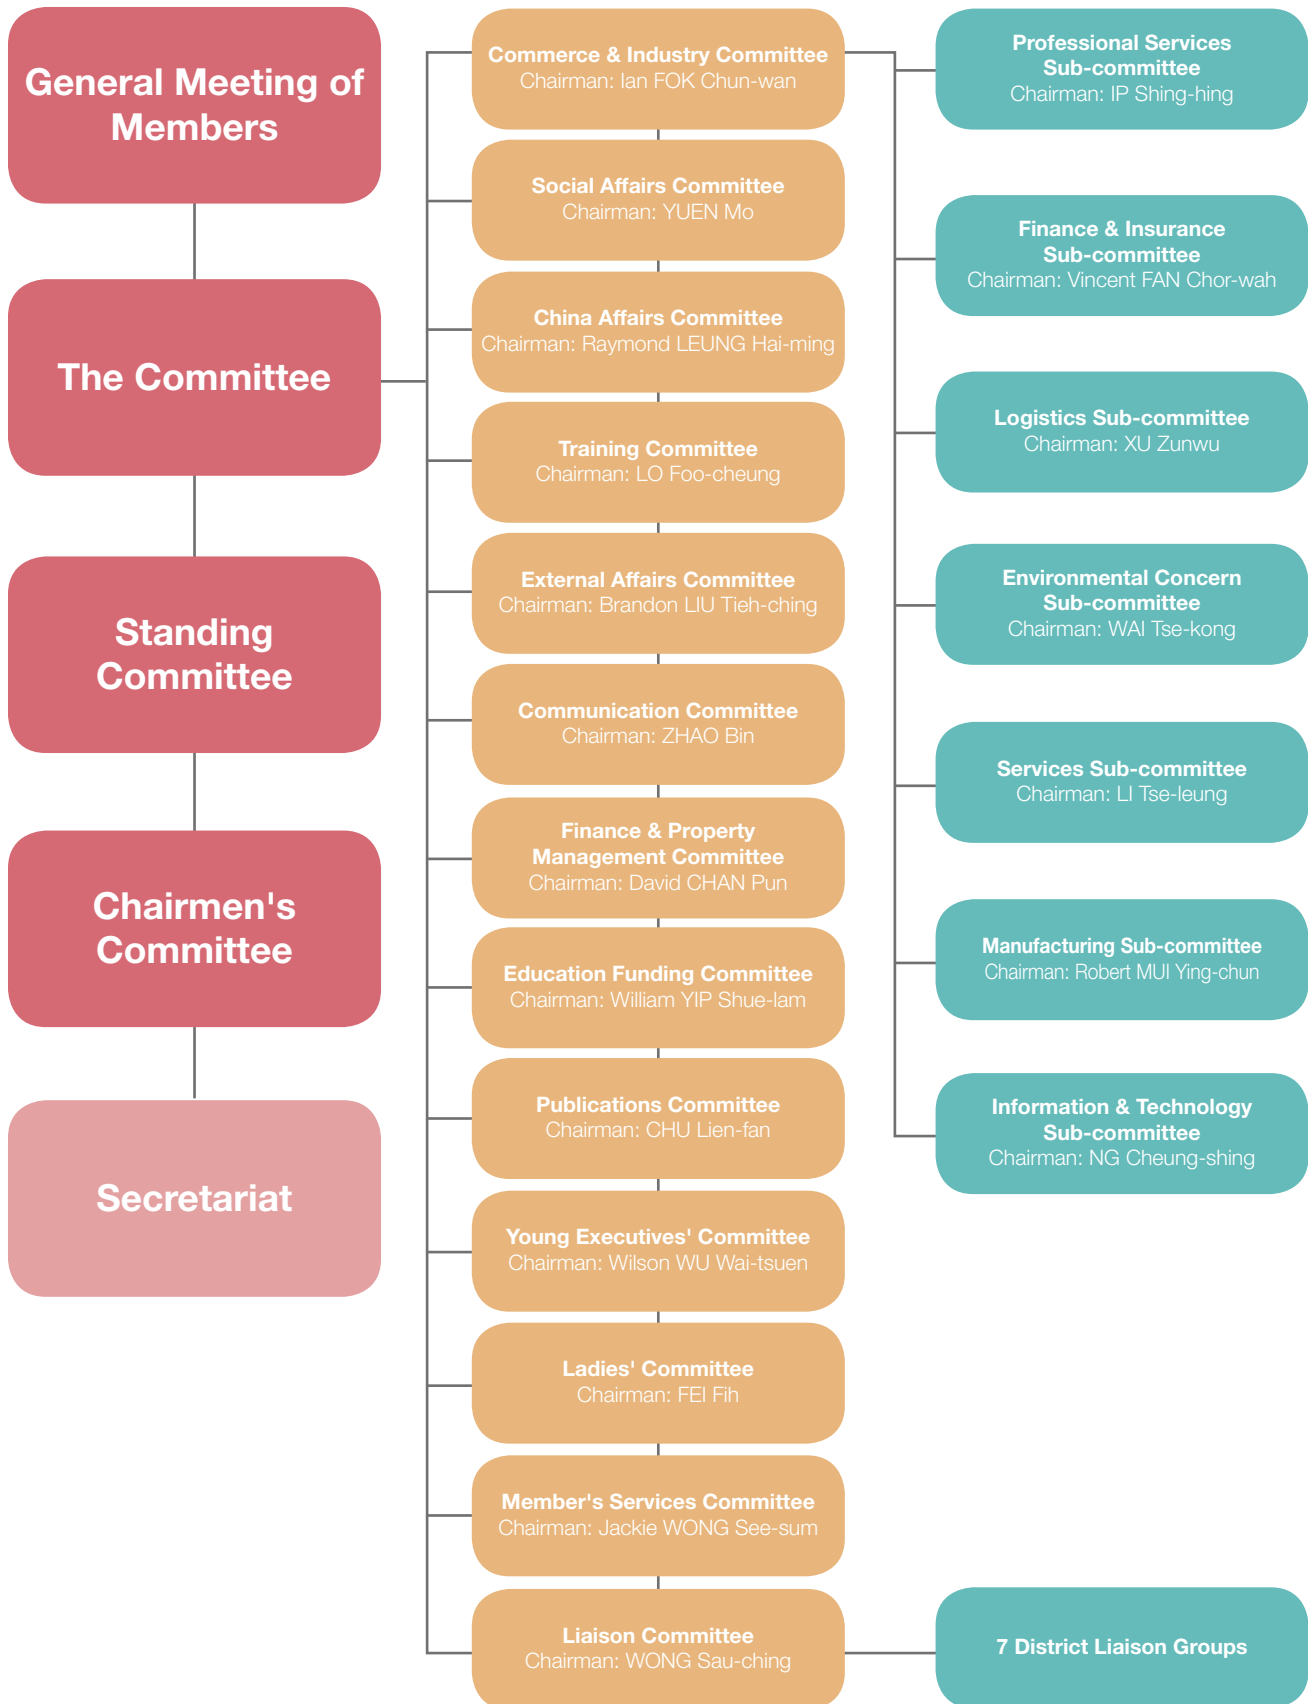 General Meeting of
Members
The Committee
Standing
Committee
Chairmen's
Committee
Secretariat
Commerce & Industry Committee
Chairman: Ian FOK Chun-wan
Social Affairs Committee
Chairman: YUEN Mo
China Affairs Committee
Chairman: Raymond LEUNG Hai-ming
Training Committee
Chairman: LO Foo-cheung
External Affairs Committee
Chairman: Brandon LIU Tieh-ching
Communication Committee
Chairman: ZHAO Bin
Finance & Property
Management Committee
Chairman: David CHAN Pun
Education Funding Committee
Chairman: William YIP Shue-lam
Publications Committee
Chairman: CHU Lien-fan
Young Executives' Committee
Chairman: Wilson WU Wai-tsuen
Ladies' Committee
Chairman: FEI Fih
Member's Services Committee
Chairman: Jackie WONG See-sum
Liaison Committee
Chairman: WONG Sau-ching
Professional Services
Sub-committee
Chairman: IP Shing-hing
Finance & Insurance
Sub-committee
Chairman: Vincent FAN Chor-wah
Logistics Sub-committee
Chairman: XU Zunwu
Environmental Concern
Sub-committee
Chairman: WAI Tse-kong
Services Sub-committee
Chairman: LI Tse-leung
Manufacturing Sub-committee
Chairman: Robert MUI Ying-chun
Information & Technology
Sub-committee
Chairman: NG Cheung-shing
7 District Liaison Groups